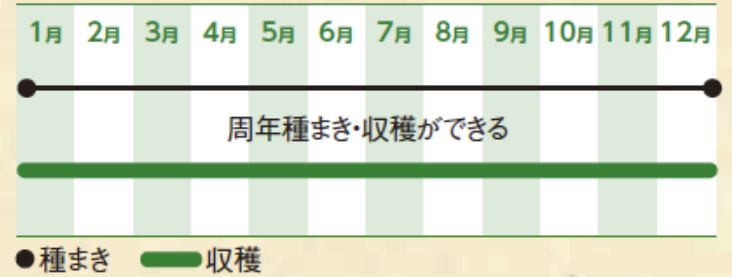 1月 2月 3月 4月 5月 6月 7月 8月 9月 10月 11月 12月
周年種まき・収穫ができる
●種まき 収穫